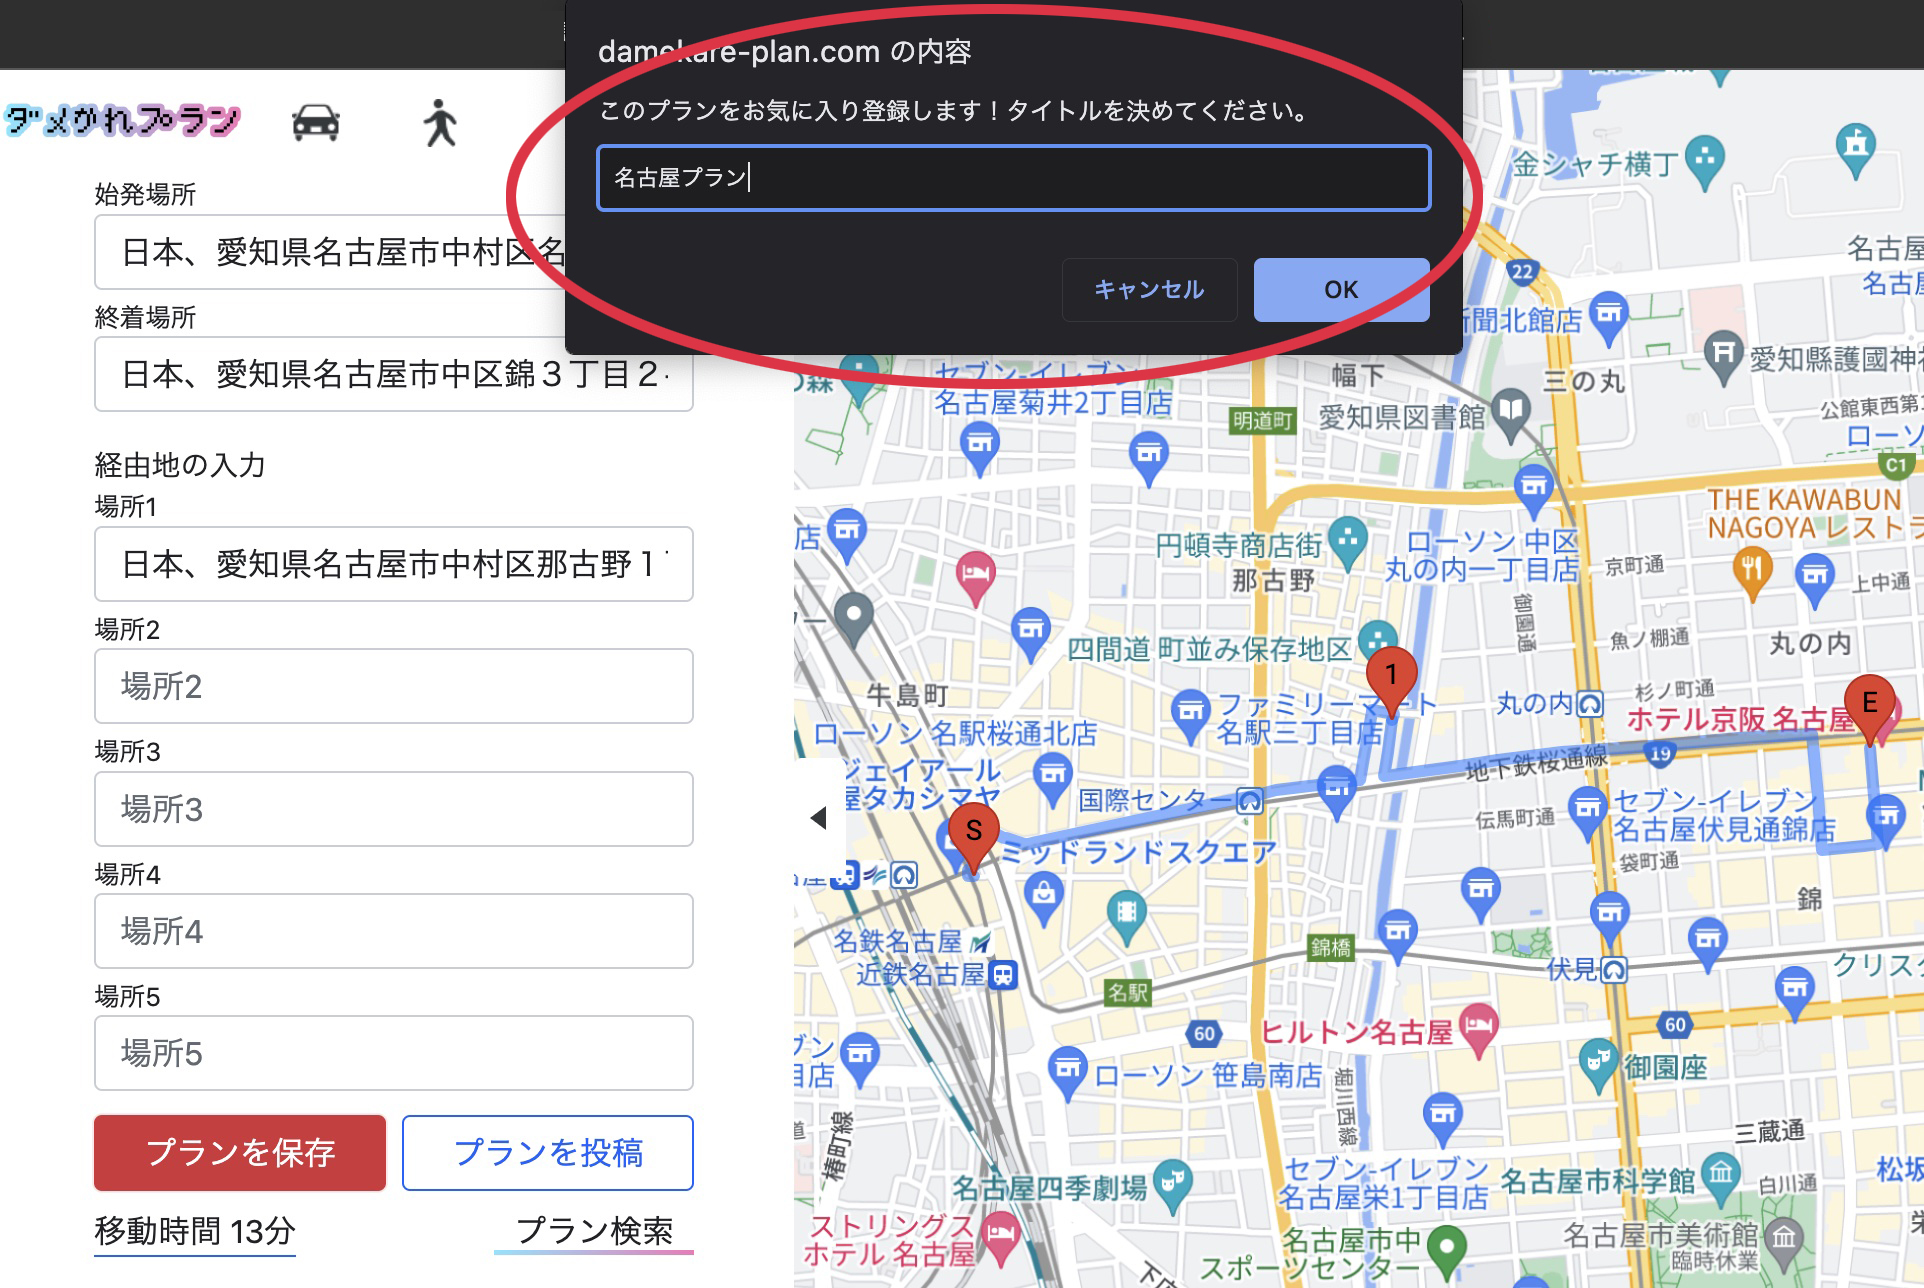 damekare-plan.com の内容
このプランをお気に入り登録します！タイトルを決めてください。
名古屋プラン
キャンセル
OK
ダメかれプラン
始発場所
日本、愛知県名古屋市中村区名
終着場所
日本、愛知県名古屋市中区錦３丁目２
経由地の入力
場所1
日本、愛知県名古屋市中村区那古野１
場所2
場所2
場所3
場所3
場所4
場所4
場所5
場所5
プランを保存
プランを投稿
移動時間 13分
プラン検索
金シャチ横丁
名古屋
名古
22
新聞北館店
愛知縣護國神
三の丸
幅下
の森
セブン-イレブン
名古屋菊井2丁目店
明道町
愛知県図書館
公館東西第
ローソ
C1
THE KAWABUN
NAGOYA レストラ
店
円頓寺商店街
那古野
ローソン 中区
丸の内一丁目店
京町通
上中通
御園通
魚ノ棚通
丸の内
四間道 町並み保存地区
1
牛島町
ファミリーマート
名駅三丁目店
丸の内
杉ノ町通
ホテル京阪 名古屋
E
ローソン 名駅桜通北店
地下鉄桜通線
19
ジェイアール
屋タカシマヤ
国際センター
伝馬町通
セブン-イレブン
名古屋伏見通錦店
S
ミッドランドスクエア
袋町通
錦
名鉄名古屋
近鉄名古屋
錦橋
伏見
クリスタ
名駅
60
ヒルトン名古屋
60
ブン
目店
ローソン 笹島南店
御園座
堀川西線
椿町線
三蔵通
セブン-イレブン
名古屋栄1丁目店
名古屋市科学館
白川通
松坂
名古屋四季劇場
ストリングス
ホテル 名古屋
名古屋市中
スポーツセンター
名古屋市美術館
臨時休業
栄
下広